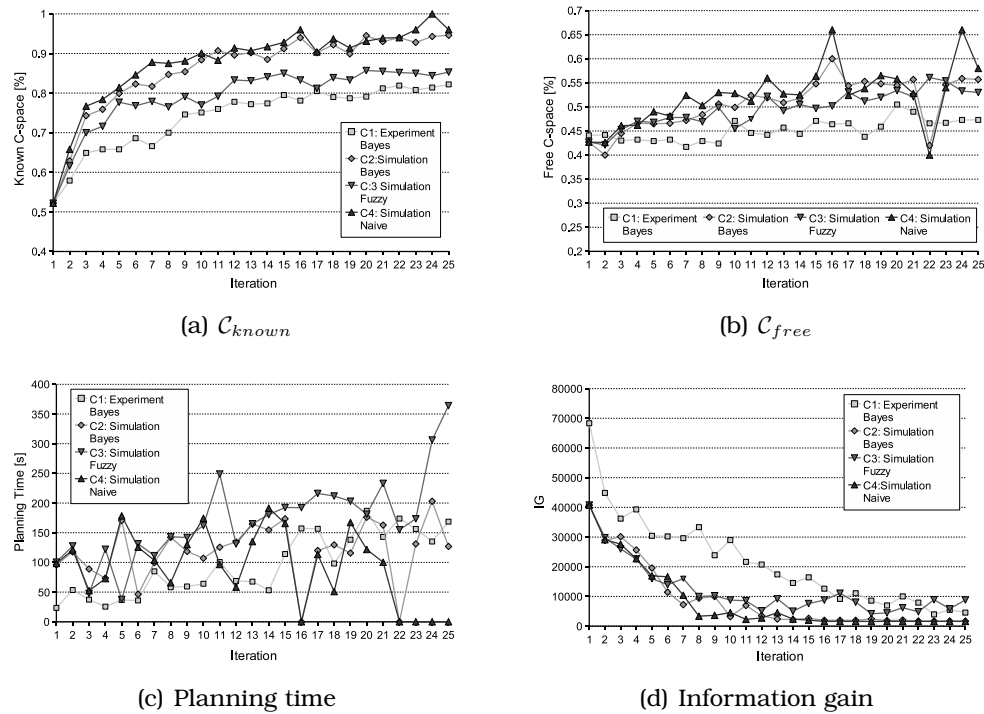 1
0.9
0.8
0.7
0.6
0.5
0.4
Known C-space [%]
1 2 3 4 5 6 7 8 9 10 11 12 13 14 15 16 17 18 19 20 21 22 23 24 25
Iteration
C1: Experiment
Bayes
C2:Simulation
Bayes
C:3 Simulation
Fuzzy
C4: Simulation
Naive
(a) Cknown
0.7
0.65
0.6
0.55
0.5
0.45
0.4
0.35
0.3
0.25
0.2
Free C-space [%]
1 2 3 4 5 6 7 8 9 10 11 12 13 14 15 16 17 18 19 20 21 22 23 24 25
Iteration
C1: Experiment
Bayes
C2: Simulation
Bayes
C3: Simulation
Fuzzy
C4: Simulation
Naive
(b) Cfree
400
350
300
250
200
150
100
50
0
Planning Time [s]
1 2 3 4 5 6 7 8 9 10 11 12 13 14 15 16 17 18 19 20 21 22 23 24 25
Iteration
C1: Experiment
Bayes
C2: Simulation
Bayes
C3: Simulation
Fuzzy
C4: Simulation
Naive
(c) Planning time
80000
70000
60000
50000
40000
30000
20000
10000
0
IG
1 2 3 4 5 6 7 8 9 10 11 12 13 14 15 16 17 18 19 20 21 22 23 24 25
Iteration
C1: Experiment
Bayes
C2: Simulation
Bayes
C3: Simulation
Fuzzy
C4:Simulation
Naive
(d) Information gain